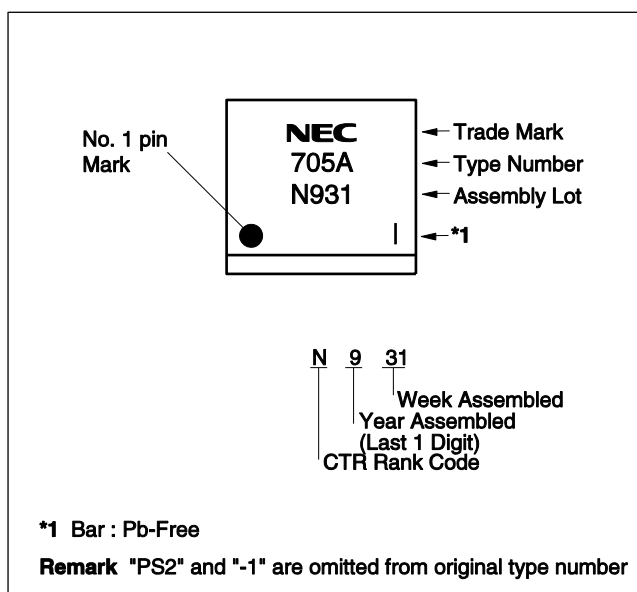 NEC
705A
N931
No. 1 pin
Mark
Trade Mark
Type Number
Assembly Lot
*1
N 9 31
Week Assembled
Year Assembled
(Last 1 Digit)
CTR Rank Code
*1 Bar : Pb-Free
Remark "PS2" and "-1" are omitted from original type number